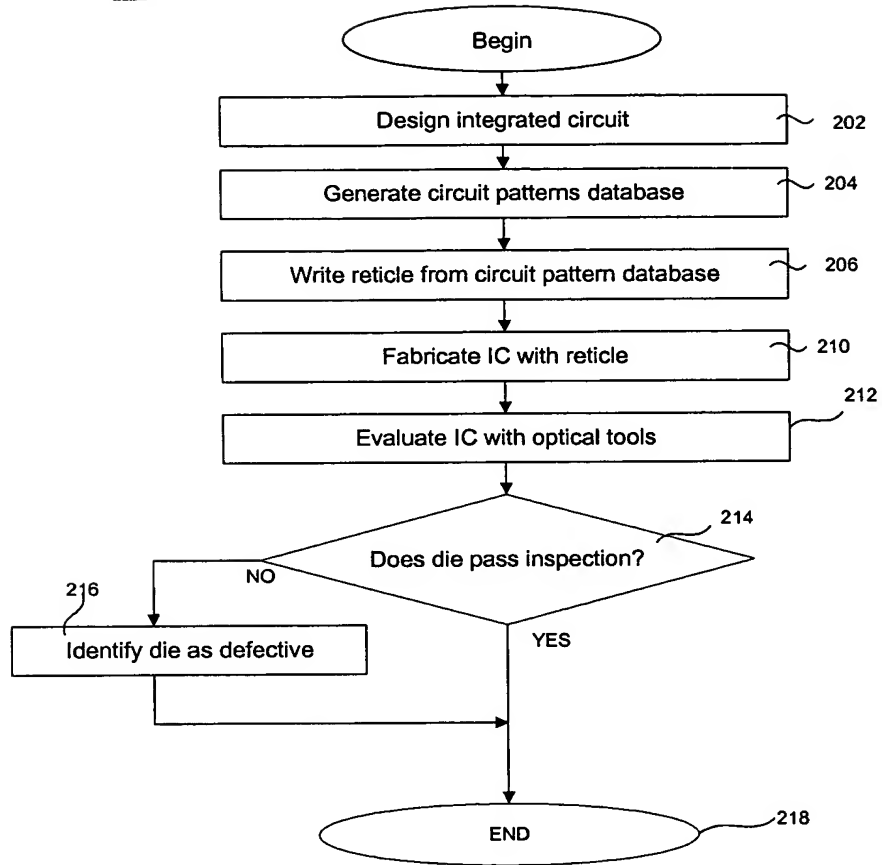 Begin
Design integrated circuit
202
Generate circuit patterns database
204
Write reticle from circuit pattern database
206
Fabricate IC with reticle
210
Evaluate IC with optical tools
212
Does die pass inspection?
214
NO
YES
216
Identify die as defective
END
218